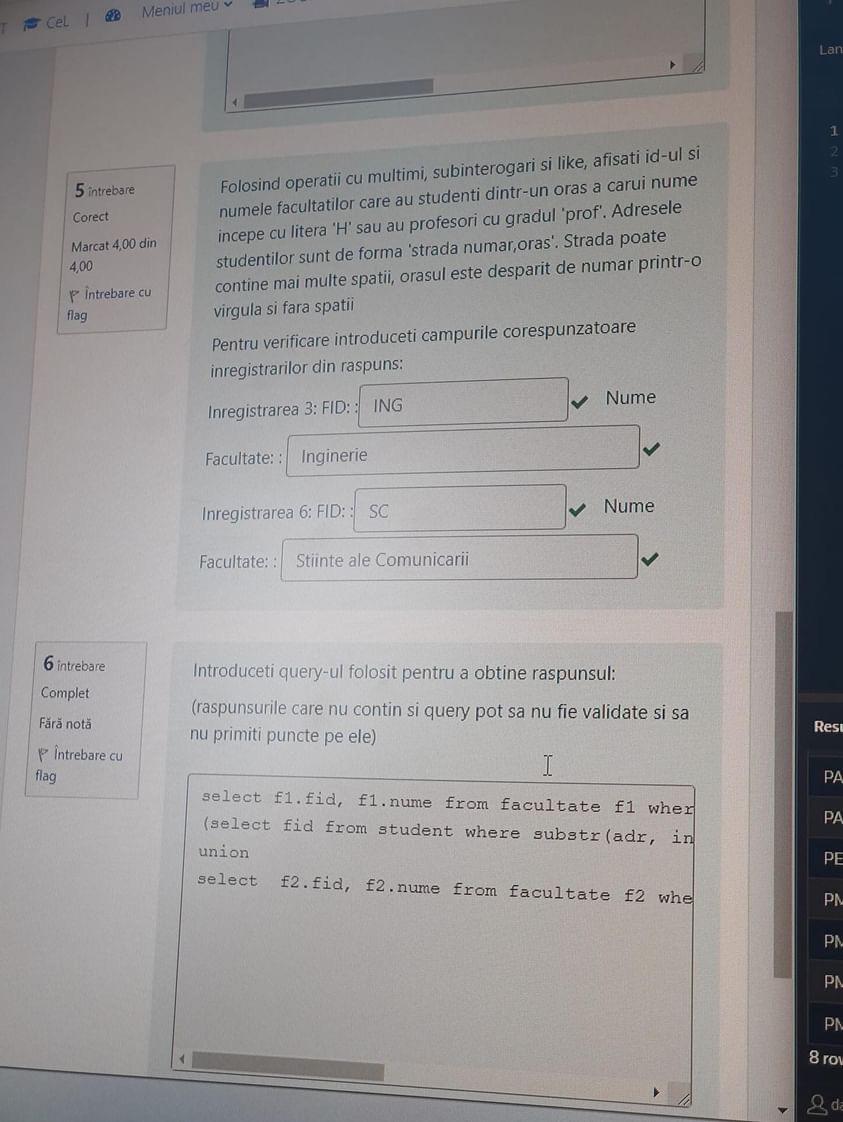 CeL | Meniul meu
5 întrebare
Corect
Marcat 4,00 din
4,00
Întrebare cu
flag
Folosind operatii cu multimi, subinterogari si like, afisati id-ul si
numele facultatilor care au studenti dintr-un oras a carui nume
incepe cu litera 'H' sau au profesori cu gradul 'prof'. Adresele
studentilor sunt de forma 'strada numar,oras'. Strada poate
contine mai multe spatii, orasul este despartit de numar printr-o
virgula si fara spatii
Pentru verificare introduceti campurile corespunzatoare
inregistrarilor din raspuns:
Inregistrarea 3: FID: : ING Nume
Facultate: : Inginerie
Inregistrarea 6: FID: : SC Nume
Facultate: : Stiinte ale Comunicarii
6 întrebare
Complet
Fără notă
Întrebare cu
flag
Introduceti query-ul folosit pentru a obtine raspunsul:
(raspunsurile care nu contin si query pot sa nu fie validate si sa
nu primiti puncte pe ele)
select f1.fid, f1.nume from facultate f1 wher
(select fid from student where substr(adr, in
union
select f2.fid, f2.nume from facultate f2 whe
Lan
1
2
3
Resu
PA
PA
PE
PM
PM
PM
PM
8 rov
da